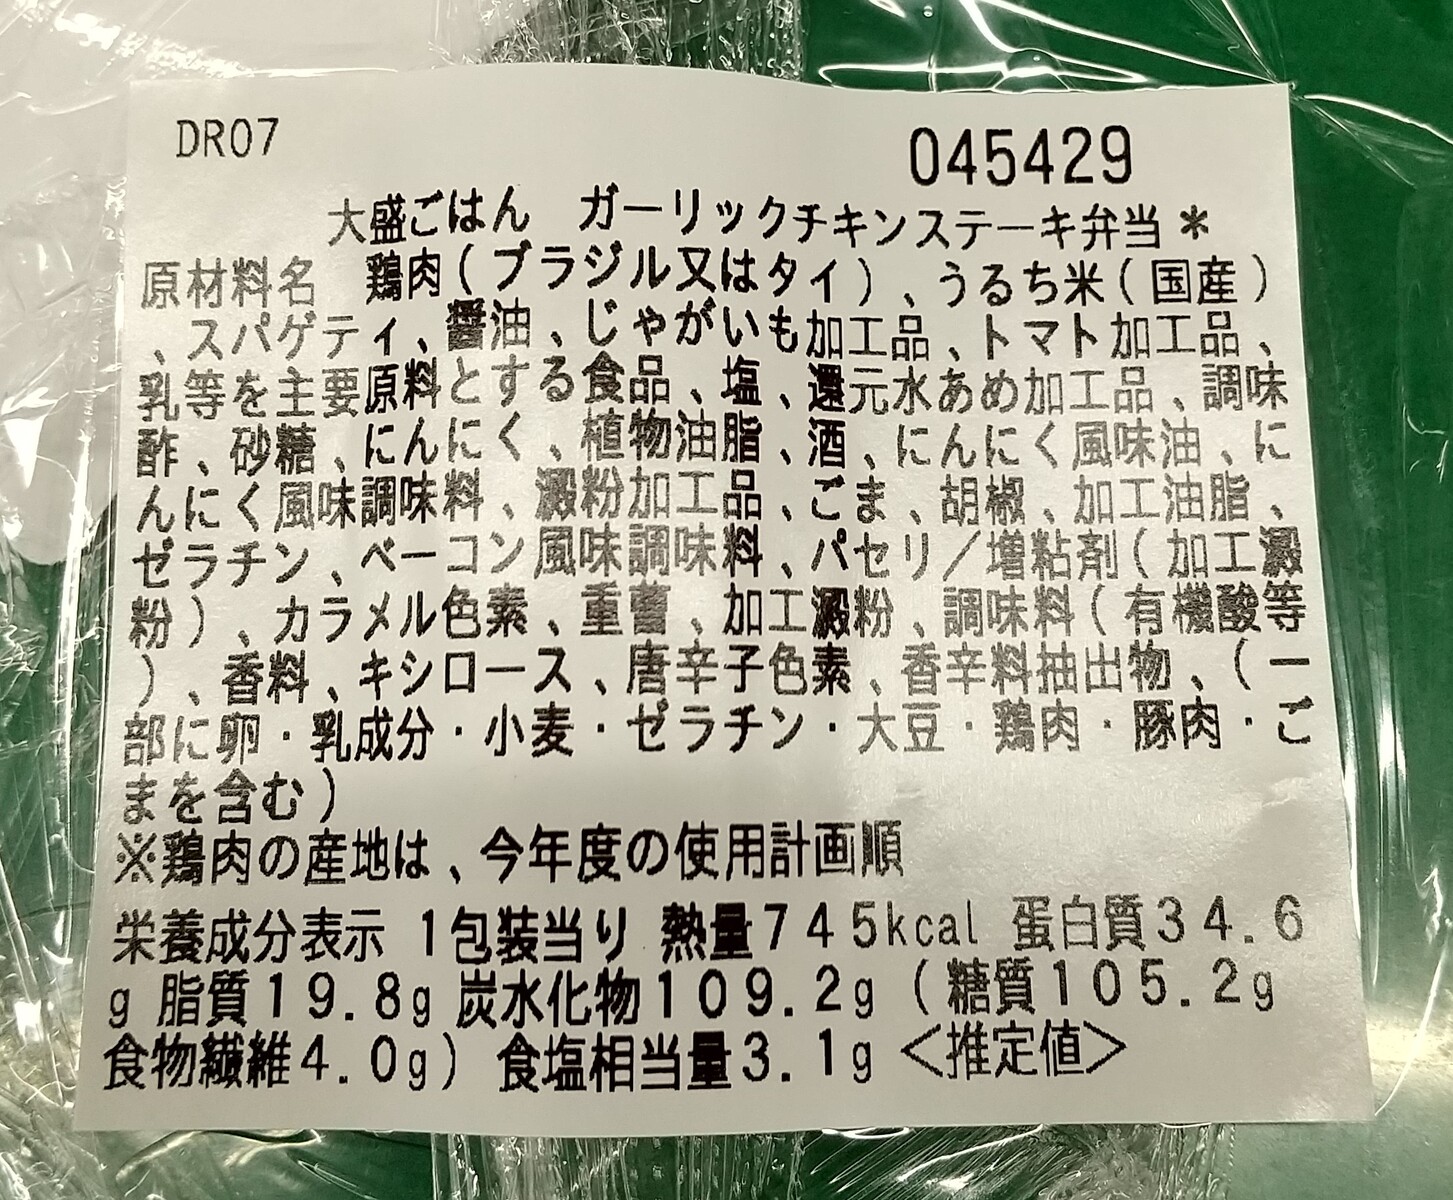 DR07 045429
大盛ごはん ガーリックチキンステーキ弁当＊
原材料名 鶏肉(ブラジル又はタイ)、うるち米(国産)
、スパゲティ、醤油、じゃがいも加工品、トマト加工品、
乳等を主要原料とする食品、塩、還元水あめ加工品、調味
酢、砂糖、にんにく、植物油脂、酒、にんにく風味油、に
んにく風味調味料、澱粉加工品、ごま、胡椒、加工油脂、
ゼラチン、ベーコン風味調味料、パセリ／増粘剤(加工澱
粉)、カラメル色素、重曹、加工澱粉、調味料(有機酸等
)、香料、キシロース、唐辛子色素、香辛料抽出物、(一
部に卵・乳成分・小麦・ゼラチン・大豆・鶏肉・豚肉・ご
まを含む)
※鶏肉の産地は、今年度の使用計画順
栄養成分表示 1包装当り 熱量745kcal 蛋白質34.6
g 脂質19.8g 炭水化物109.2g (糖質105.2g
食物繊維4.0g) 食塩相当量3.1g <推定値>